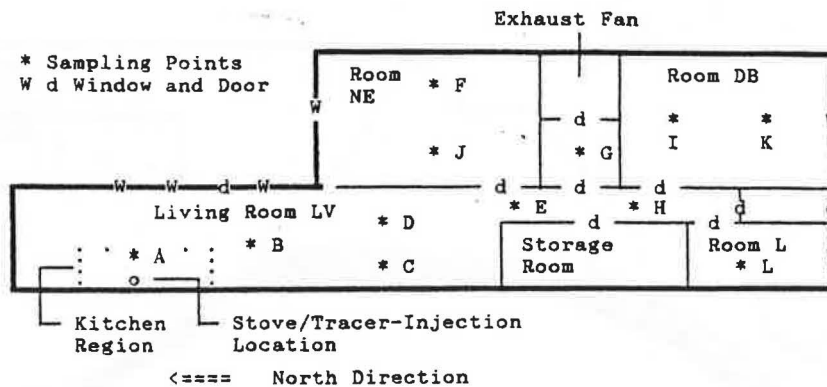 Exhaust Fan
* Sampling Points
W d Window and Door
Room
NE
* F
Room DB
W
d
* *
I K
* J
* G
W W d W
d d d
Living Room LV
* E
* H
d
* D
d
d
* A
* B
Storage
Room
Room L
* C
* L
o
Kitchen
Region
Stove/Tracer-Injection
Location
<==== North Direction